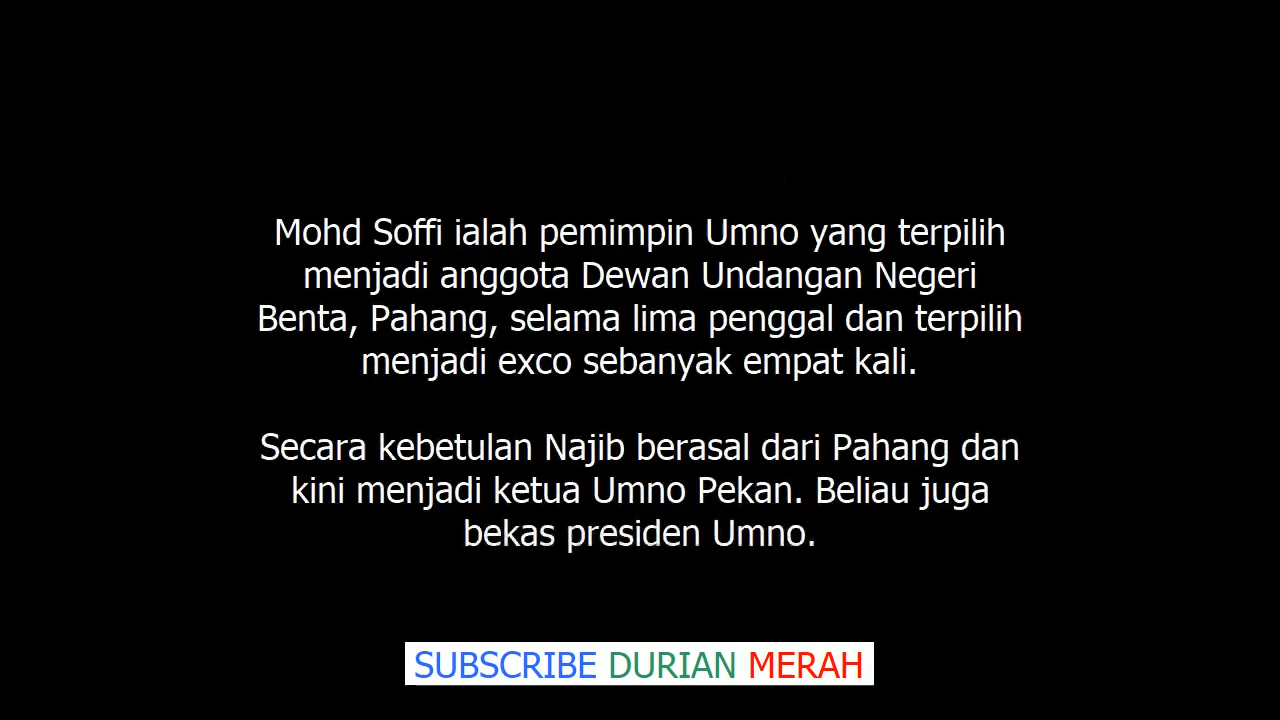 Mohd Soffi ialah pemimpin Umno yang terpilih
menjadi anggota Dewan Undangan Negeri
Benta, Pahang, selama lima penggal dan terpilih
menjadi exco sebanyak empat kali.
Secara kebetulan Najib berasal dari Pahang dan
kini menjadi ketua Umno Pekan. Beliau juga
bekas presiden Umno.
SUBSCRIBE DURIAN MERAH